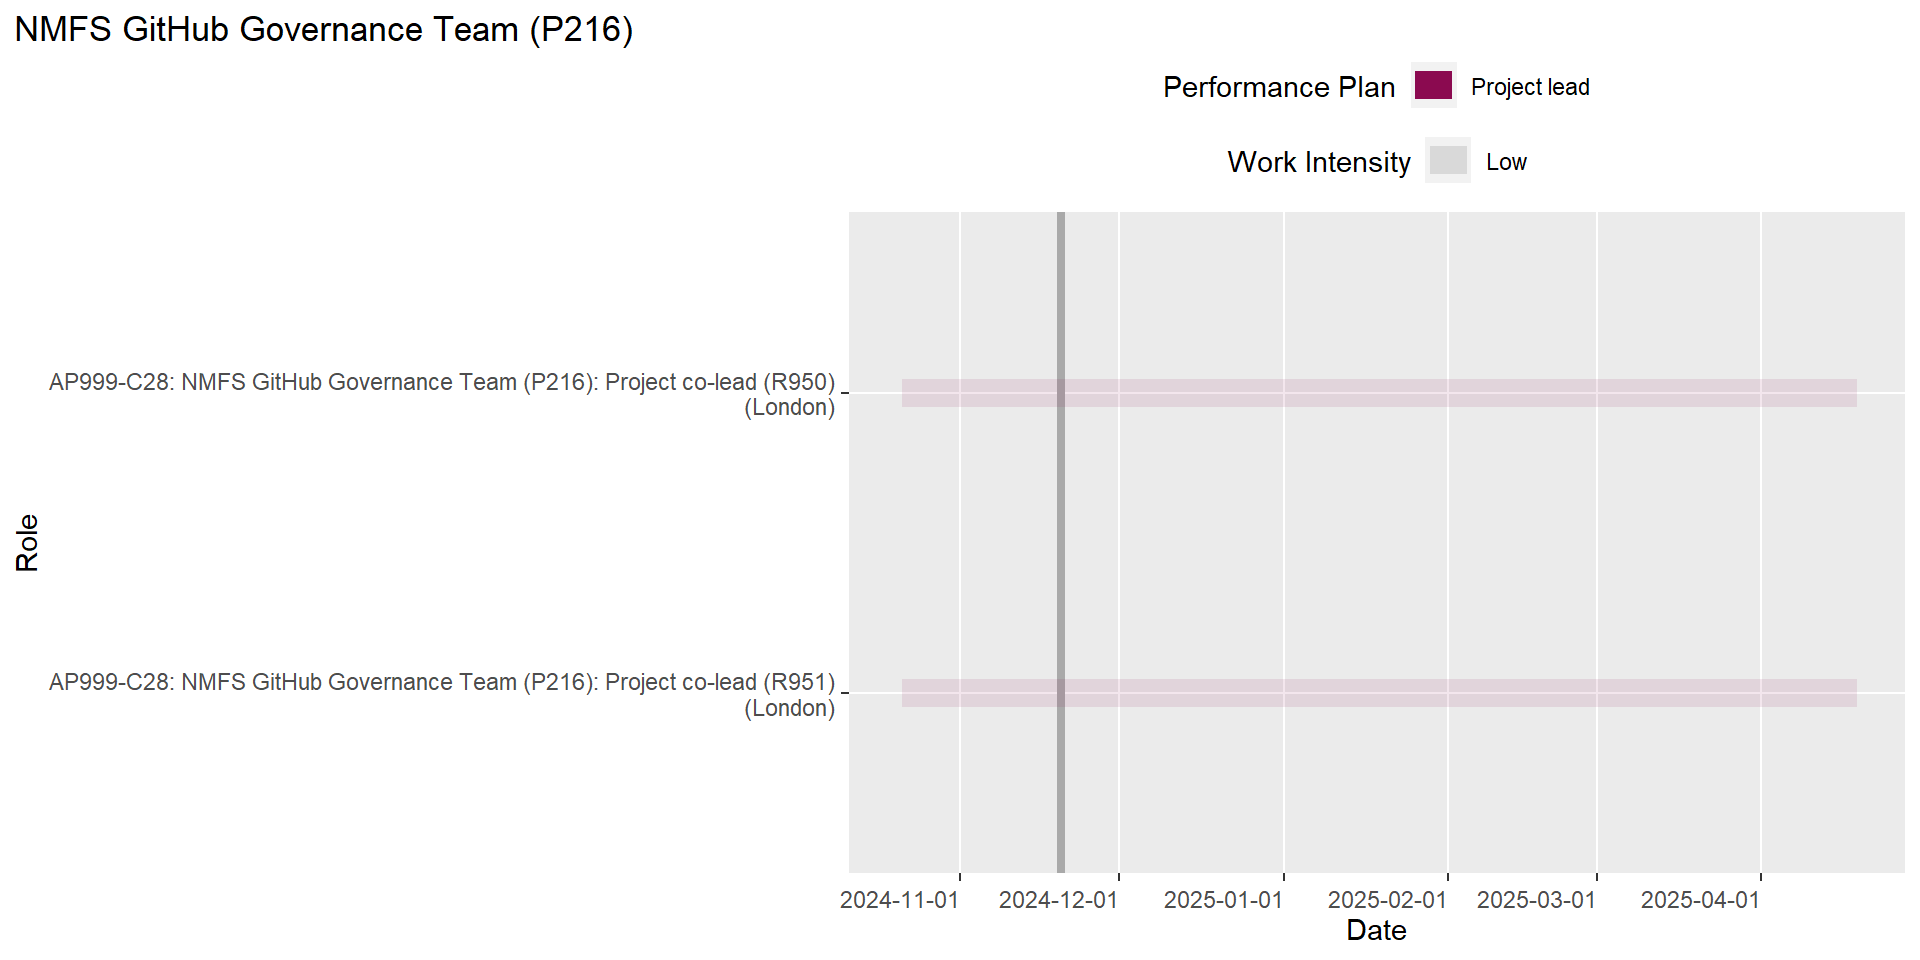 NMFS GitHub Governance Team (P216)
Performance Plan
Project lead
Work Intensity
Low
AP999-C28: NMFS GitHub Governance Team (P216): Project co-lead (R950)
(London)
Role
AP999-C28: NMFS GitHub Governance Team (P216): Project co-lead (R951)
(London)
2024-11-01
2024-12-01
2025-01-01
2025-02-01
2025-03-01
2025-04-01
Date